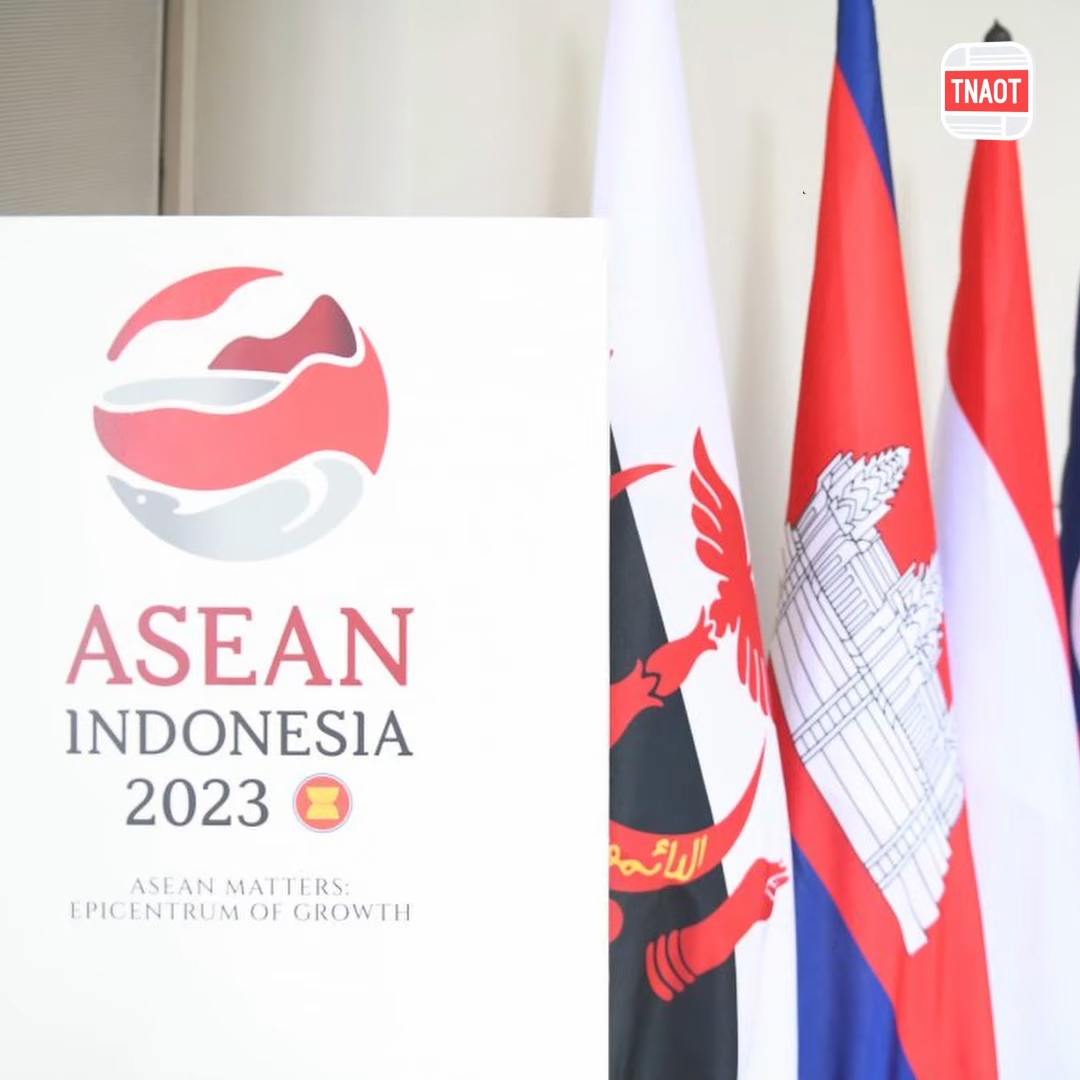 TNAOT
ASEAN
INDONESIA
2023
ASEAN MATTERS:
EPICENTRUM OF GROWTH